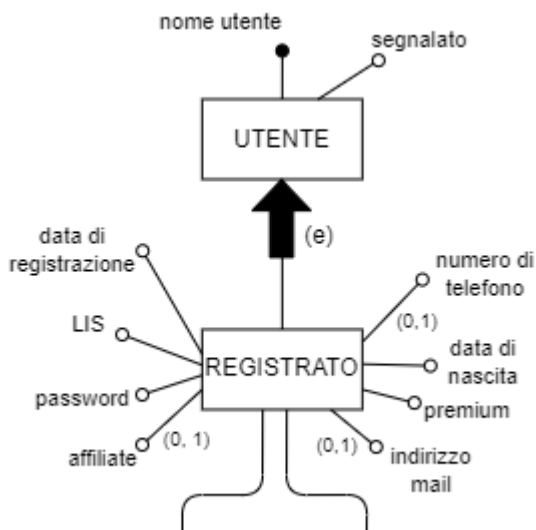 nome utente
segnalato
UTENTE
(e)
data di
registrazione
numero di
telefono
LIS
(0,1)
REGISTRATO
data di
nascita
password
premium
affiliate
(0, 1)
(0,1)
indirizzo
mail